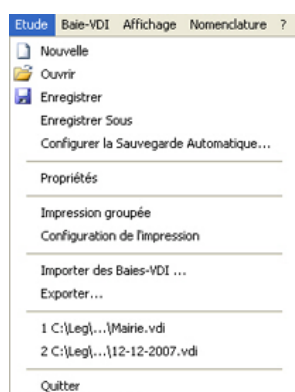 Etude Baie-VDI Affichage Nomenclature ?
Nouvelle
Ouvrir
Enregistrer
Enregistrer Sous
Configurer la Sauvegarde Automatique...
Propriétés
Impression groupée
Configuration de l'impression
Importer des Baies-VDI ...
Exporter...
1 C:\Leg\...\Mairie.vdi
2 C:\Leg\...\12-12-2007.vdi
Quitter